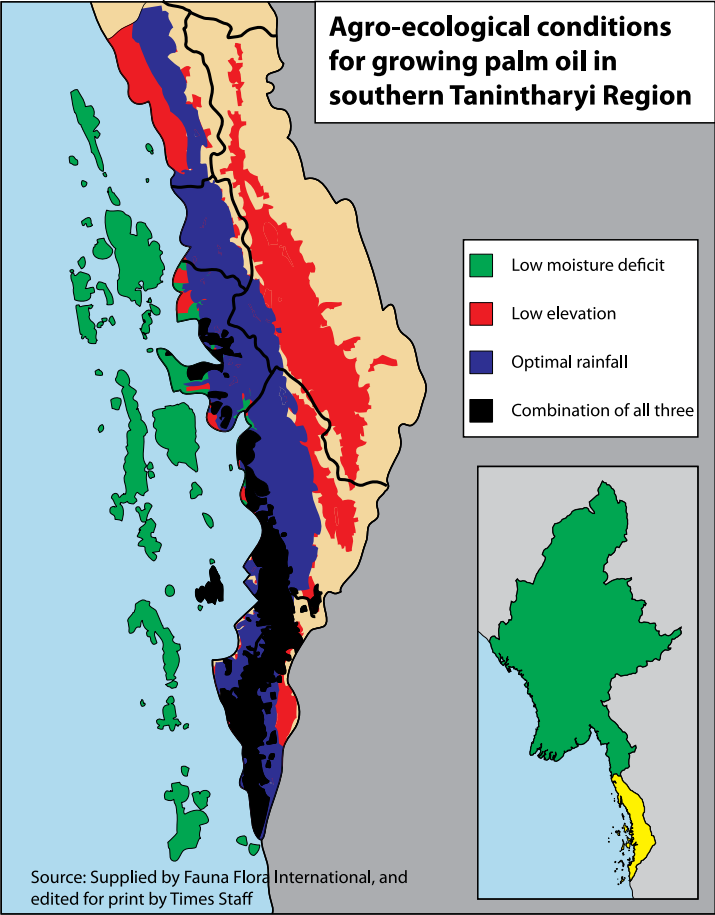 Agro-ecological conditions
for growing palm oil in
southern Tanintharyi Region
Low moisture deficit
Low elevation
Optimal rainfall
Combination of all three
Source: Supplied by Fauna Flora International, and
edited for print by Times Staff